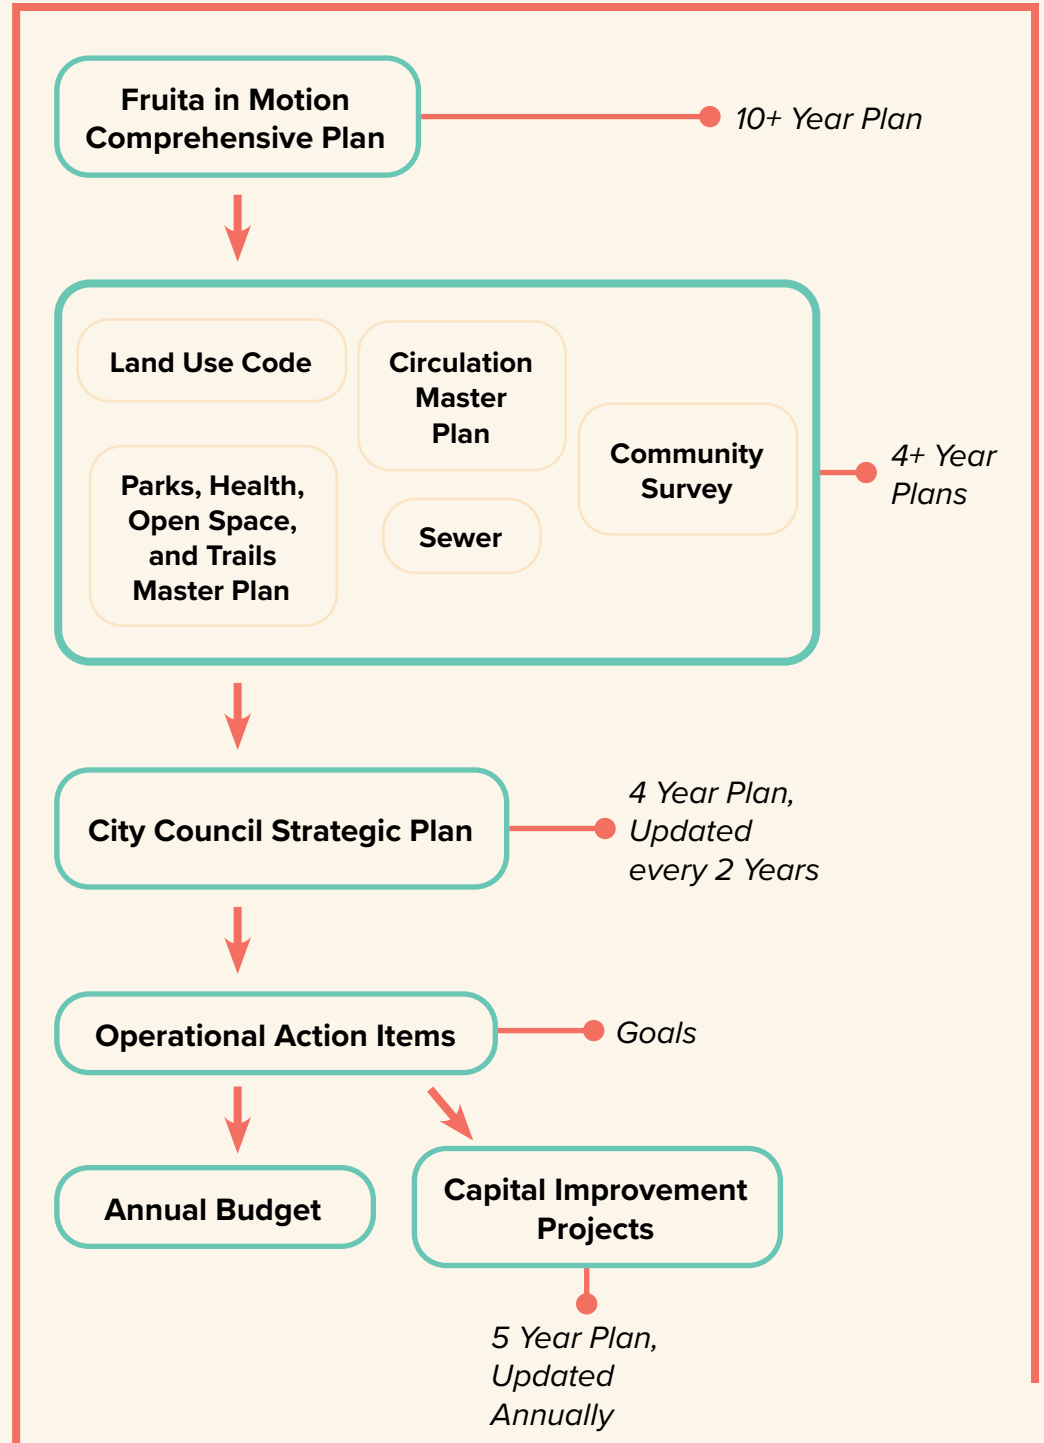 Fruita in Motion
Comprehensive Plan
10+ Year Plan
Land Use Code
Circulation
Master
Plan
Community
Survey
Parks, Health,
Open Space,
and Trails
Master Plan
Sewer
4+ Year
Plans
City Council Strategic Plan
4 Year Plan,
Updated
every 2 Years
Operational Action Items
Goals
Annual Budget
Capital Improvement
Projects
5 Year Plan,
Updated
Annually